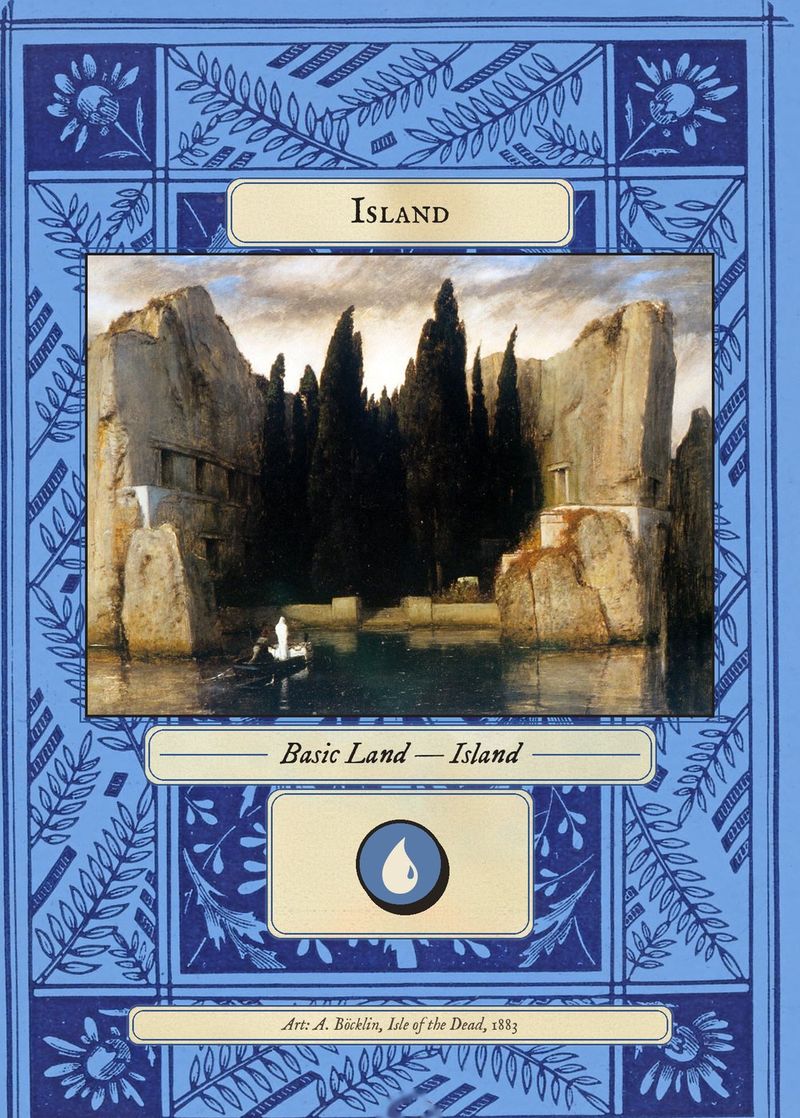 Island
Basic Land — Island
Art: A. Böcklin, Isle of the Dead, 1883